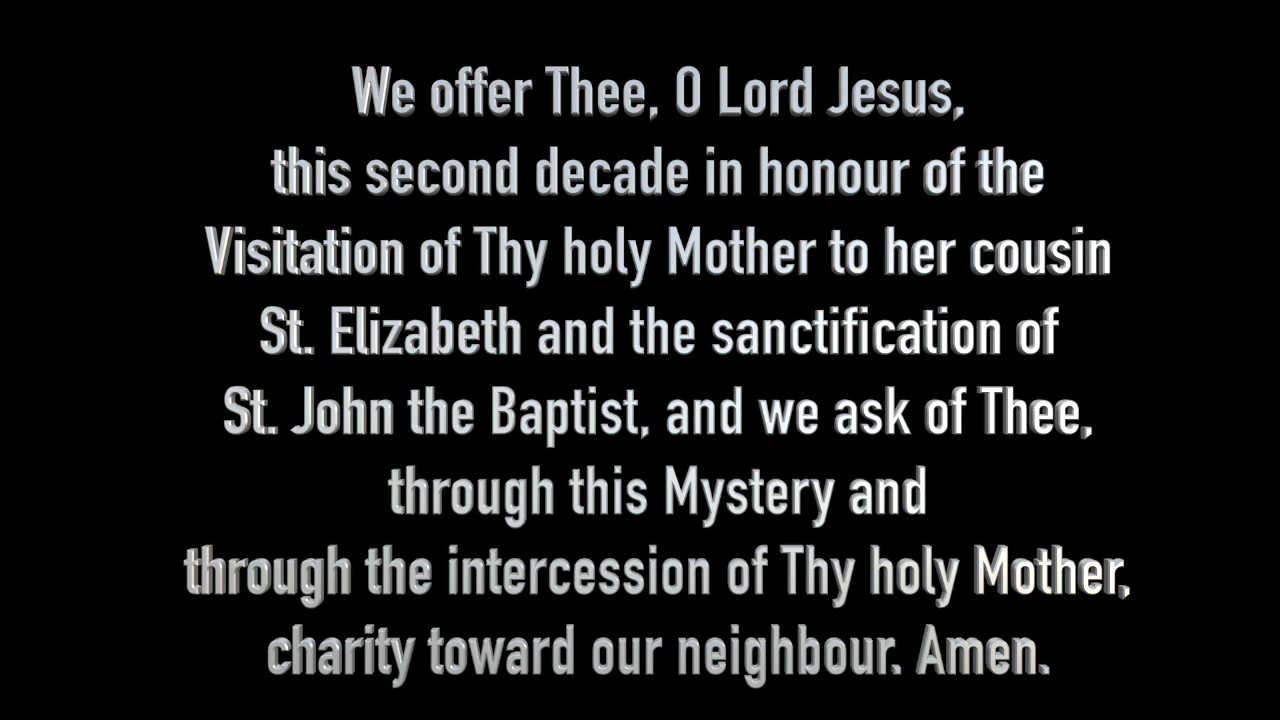 We offer Thee, O Lord Jesus,
this second decade in honour of the
Visitation of Thy holy Mother to her cousin
St. Elizabeth and the sanctification of
St. John the Baptist, and we ask of Thee,
through this Mystery and
through the intercession of Thy holy Mother,
charity toward our neighbour. Amen.